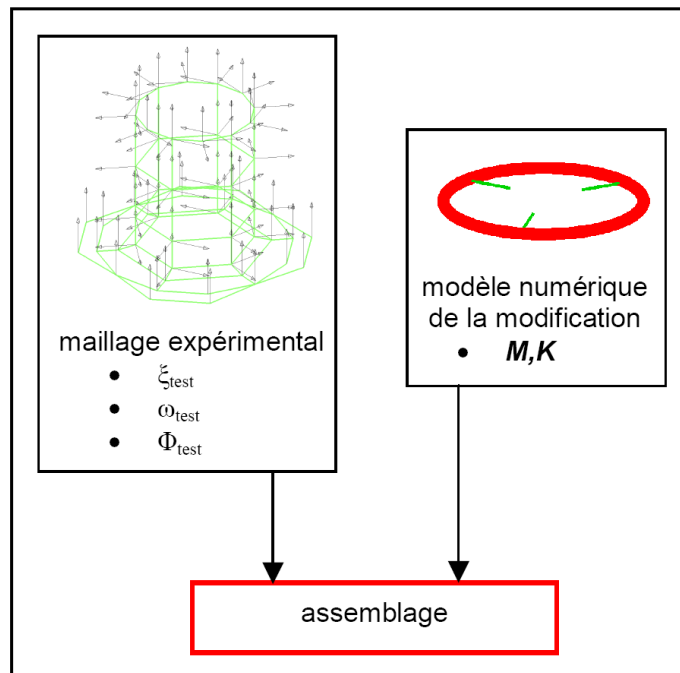 maillage expérimental
• ξtest
• ωtest
• Φtest
modèle numérique
de la modification
• M,K
assemblage